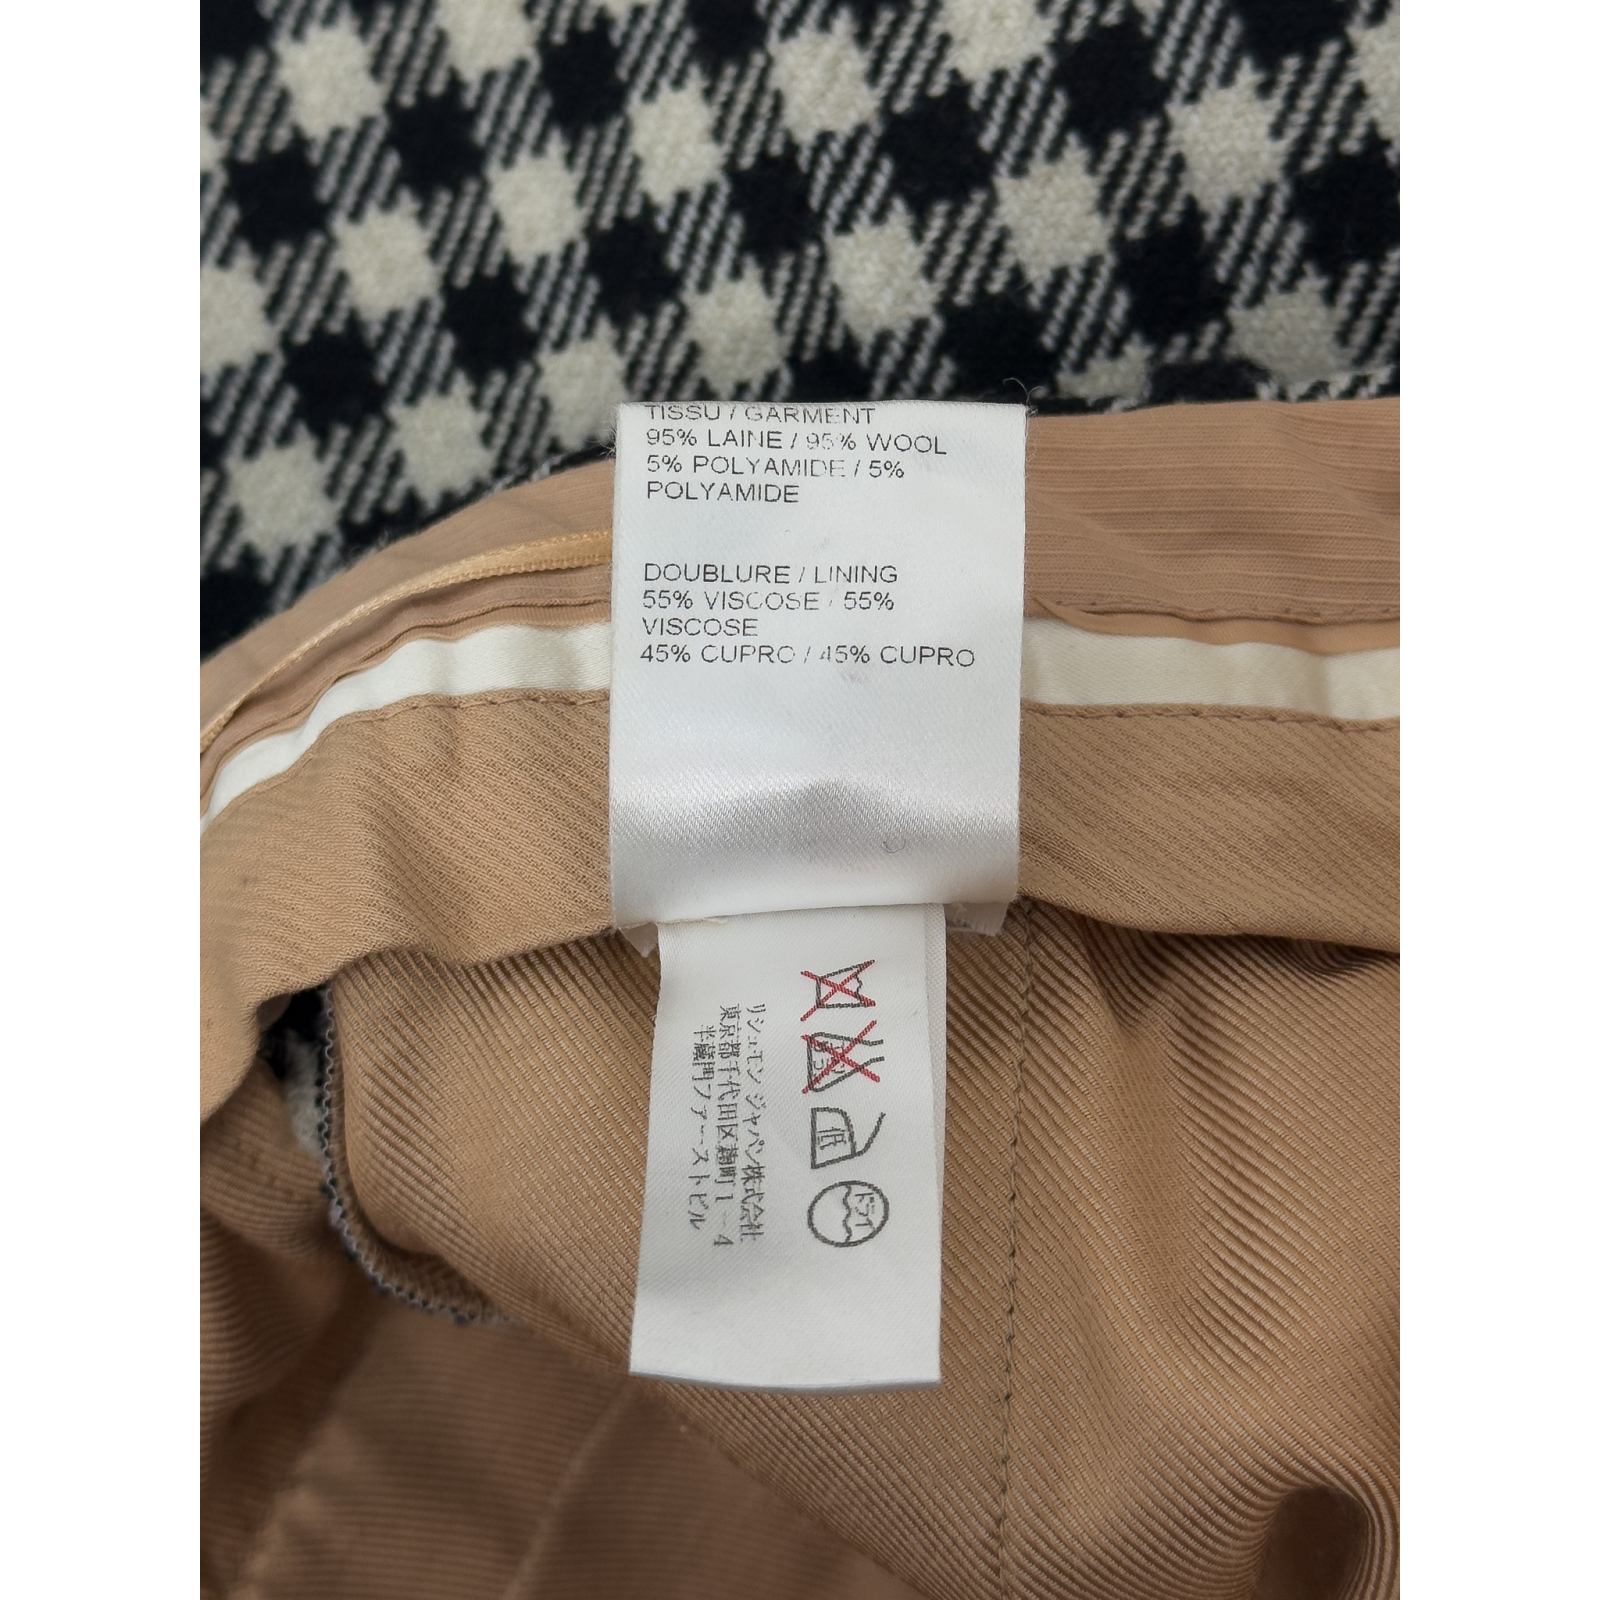 TISSU / GARMENT
95% LAINE / 95% WOOL
5% POLYAMIDE / 5%
POLYAMIDE
DOUBLURE / LINING
55% VISCOSE / 55%
VISCOSE
45% CUPRO / 45% CUPRO
リシュモン ジャパン株式会社
東京都千代田区麹町1-4
半蔵門ファーストビル
低
ドライ